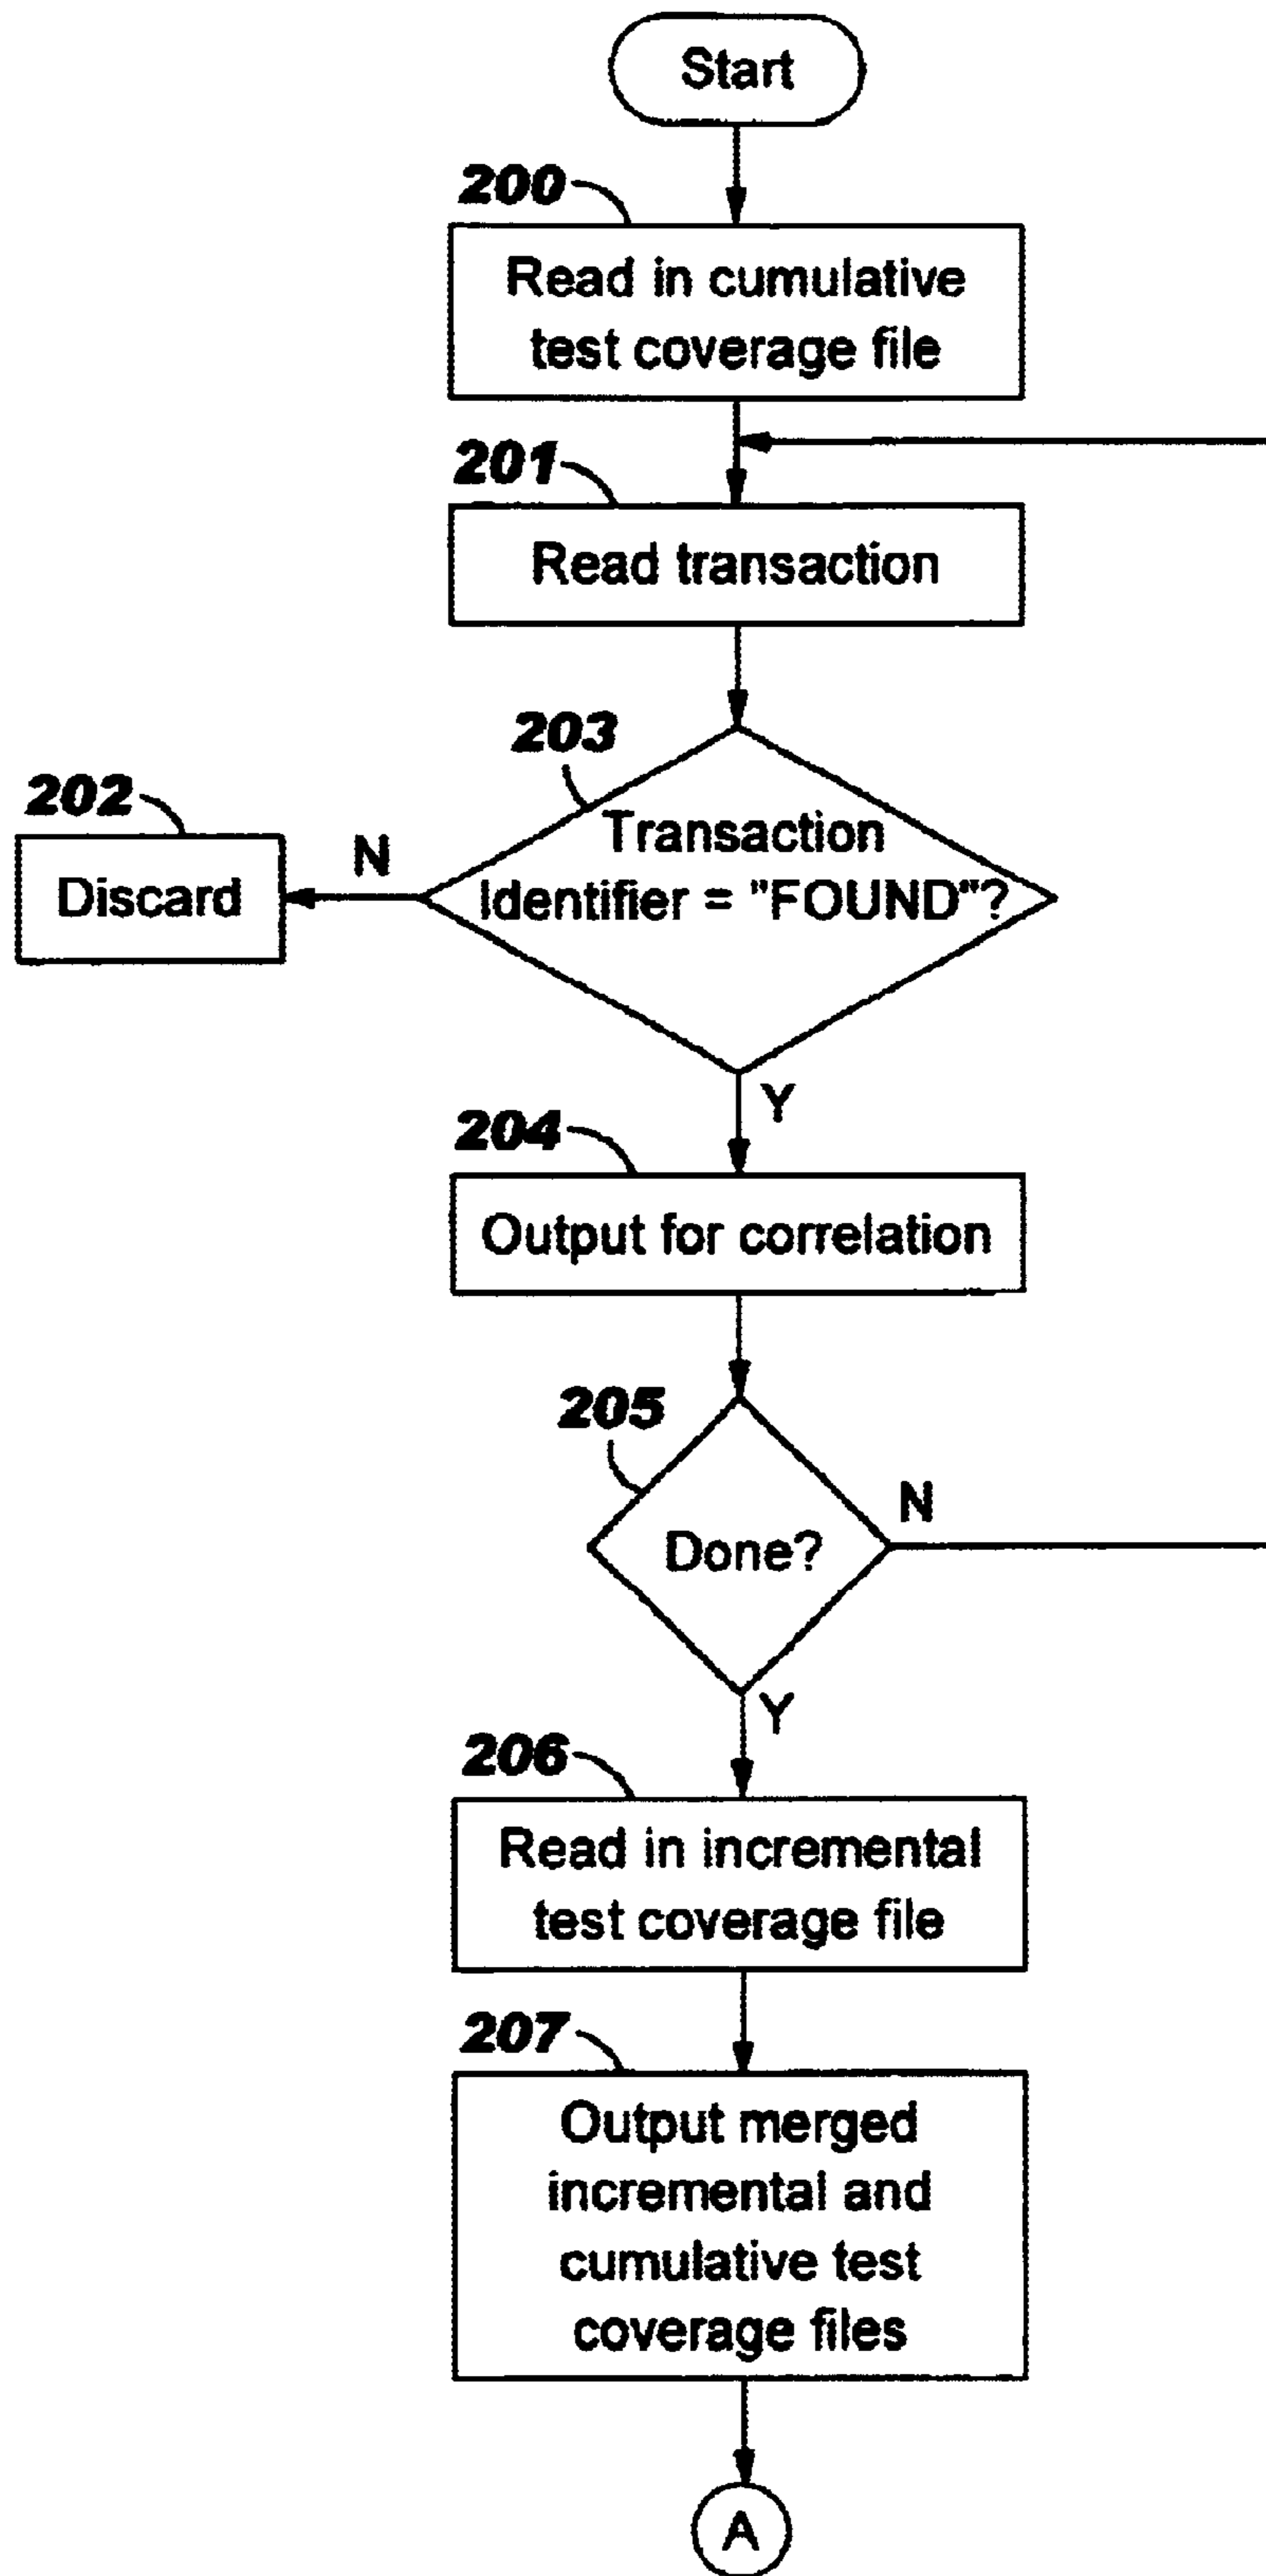 Start
200
Read in cumulative
test coverage file
201
Read transaction
203
202
N
Transaction
Discard
Identifier = "FOUND"?
Y
204
Output for correlation
205
N
Done?
Y
206
Read in incremental
test coverage file
207
Output merged
incremental and
cumulative test
coverage files
A